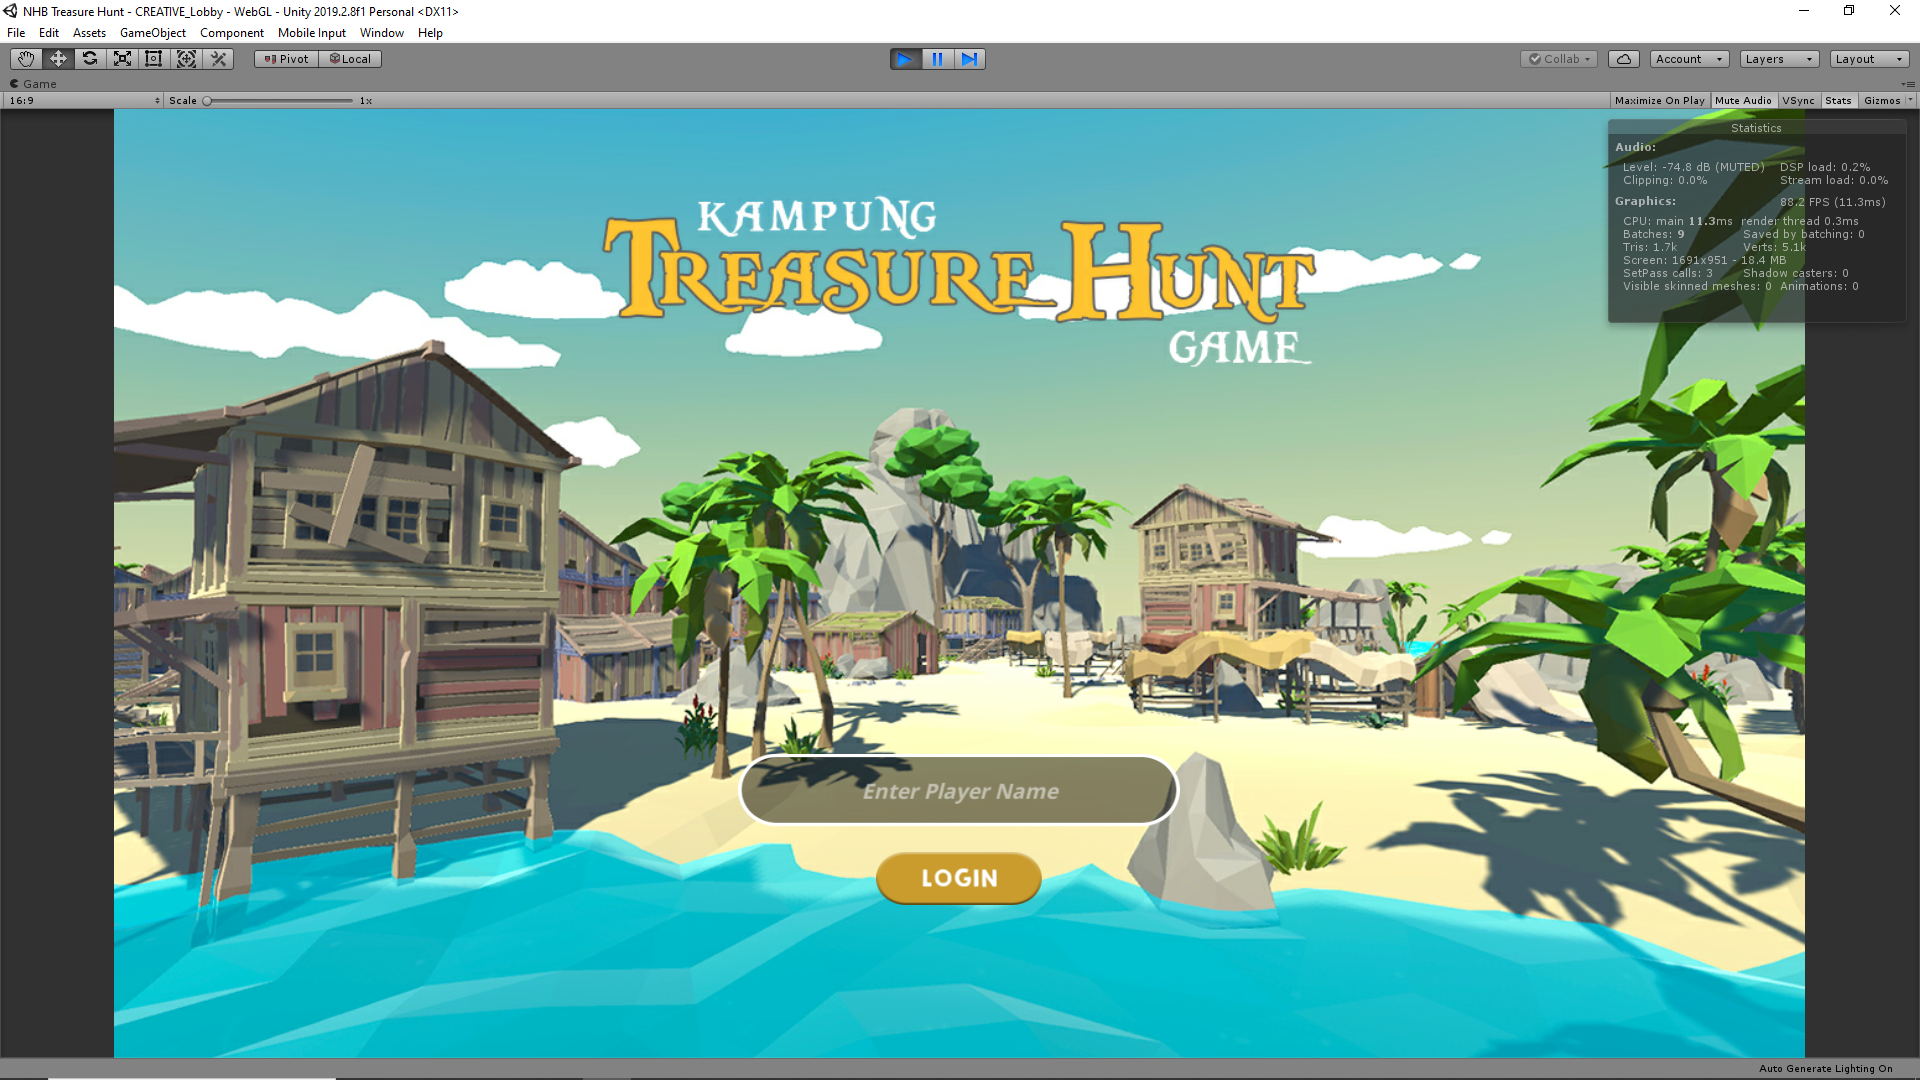 NHB Treasure Hunt - CREATIVE_Lobby - WebGL - Unity 2019.2.8f1 Personal <DX11>
File Edit Assets GameObject Component Mobile Input Window Help
Pivot Local Collab Account Layers Layout
Game
16:9 Scale 1x Maximize On Play Mute Audio VSync Stats Gizmos
Statistics
Audio:
Level: -74.8 dB (MUTED) DSP load: 0.2%
Clipping: 0.0% Stream load: 0.0%
Graphics: 88.2 FPS (11.3ms)
CPU: main 11.3ms render thread 0.3ms
Batches: 9 Saved by batching: 0
Tris: 1.7k Verts: 5.1k
Screen: 1691x951 - 18.4 MB
SetPass calls: 3 Shadow casters: 0
Visible skinned meshes: 0 Animations: 0
KAMPUNG
TREASURE HUNT
GAME
Enter Player Name
LOGIN
Auto Generate Lighting On